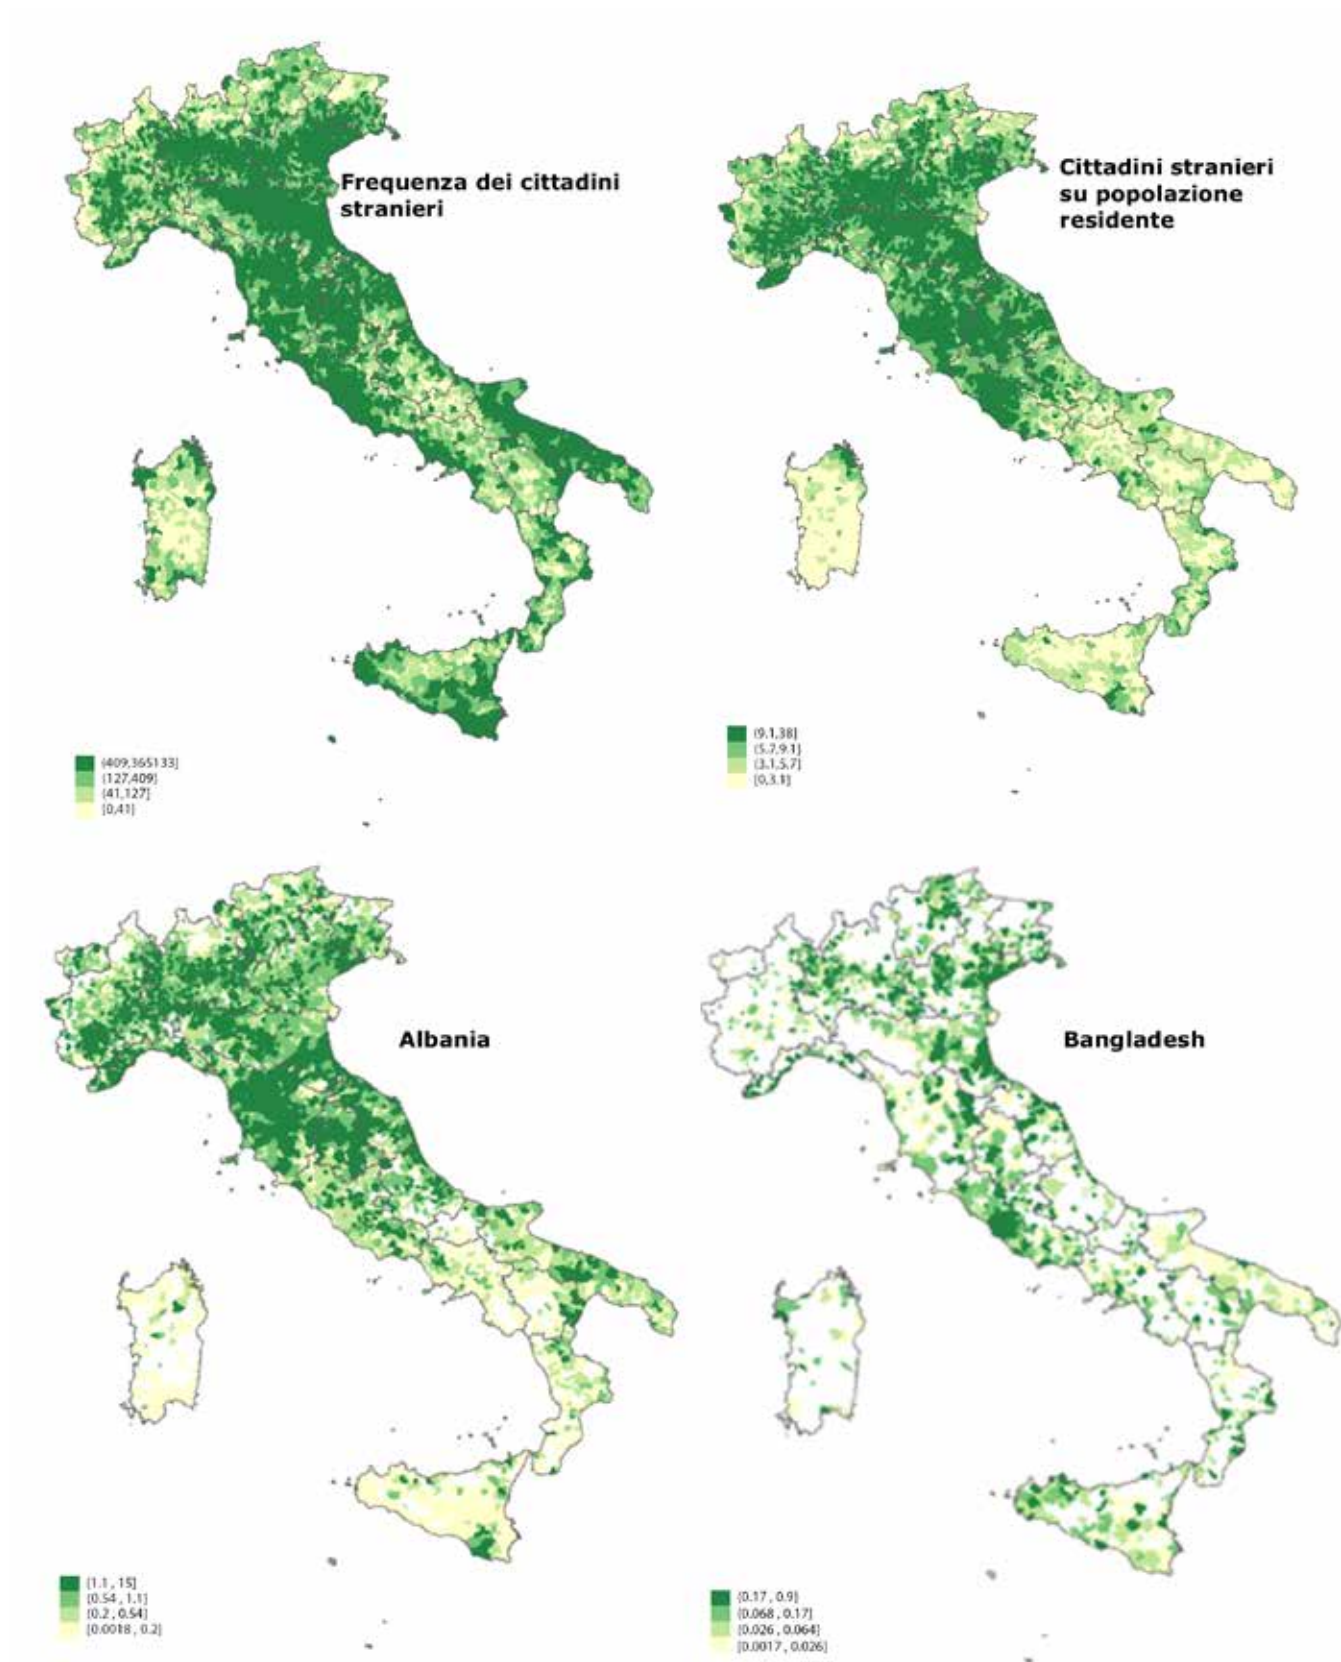 Frequenza dei cittadini
stranieri
(409,365133]
(127,409]
(41,127]
[0,41]
Cittadini stranieri
su popolazione
residente
(9.1,38]
(5.7,9.1]
(3.1,5.7]
[0,3.1]
Albania
(1.1 , 15]
(0.54 , 1.1]
(0.2 , 0.54]
[0.0018 , 0.2]
Bangladesh
(0.17 , 0.9]
(0.068 , 0.17]
(0.026 , 0.064]
[0.0017 , 0.026]